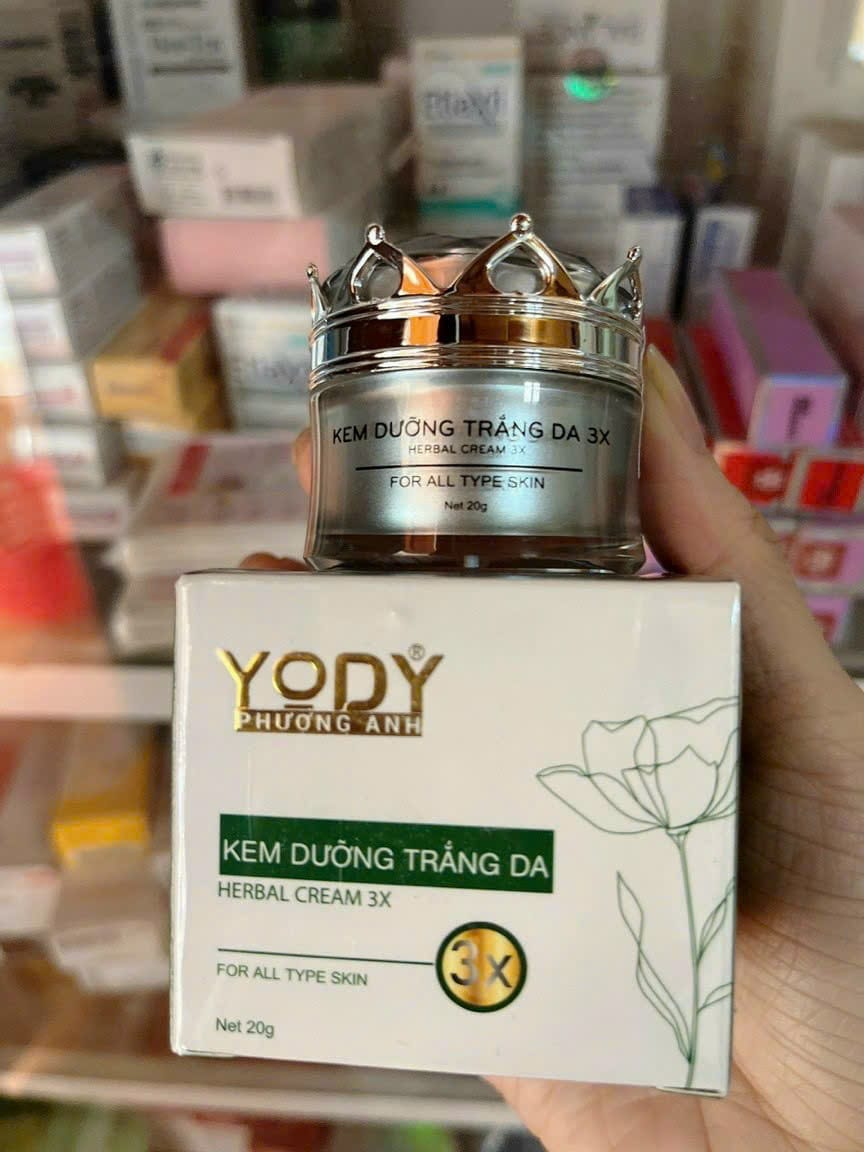 KEM DƯỠNG TRẮNG DA 3X
HERBAL CREAM 3X
FOR ALL TYPE SKIN
Net 20g
YODY®
PHƯƠNG ANH
KEM DƯỠNG TRẮNG DA
HERBAL CREAM 3X
3x
FOR ALL TYPE SKIN
Net 20g